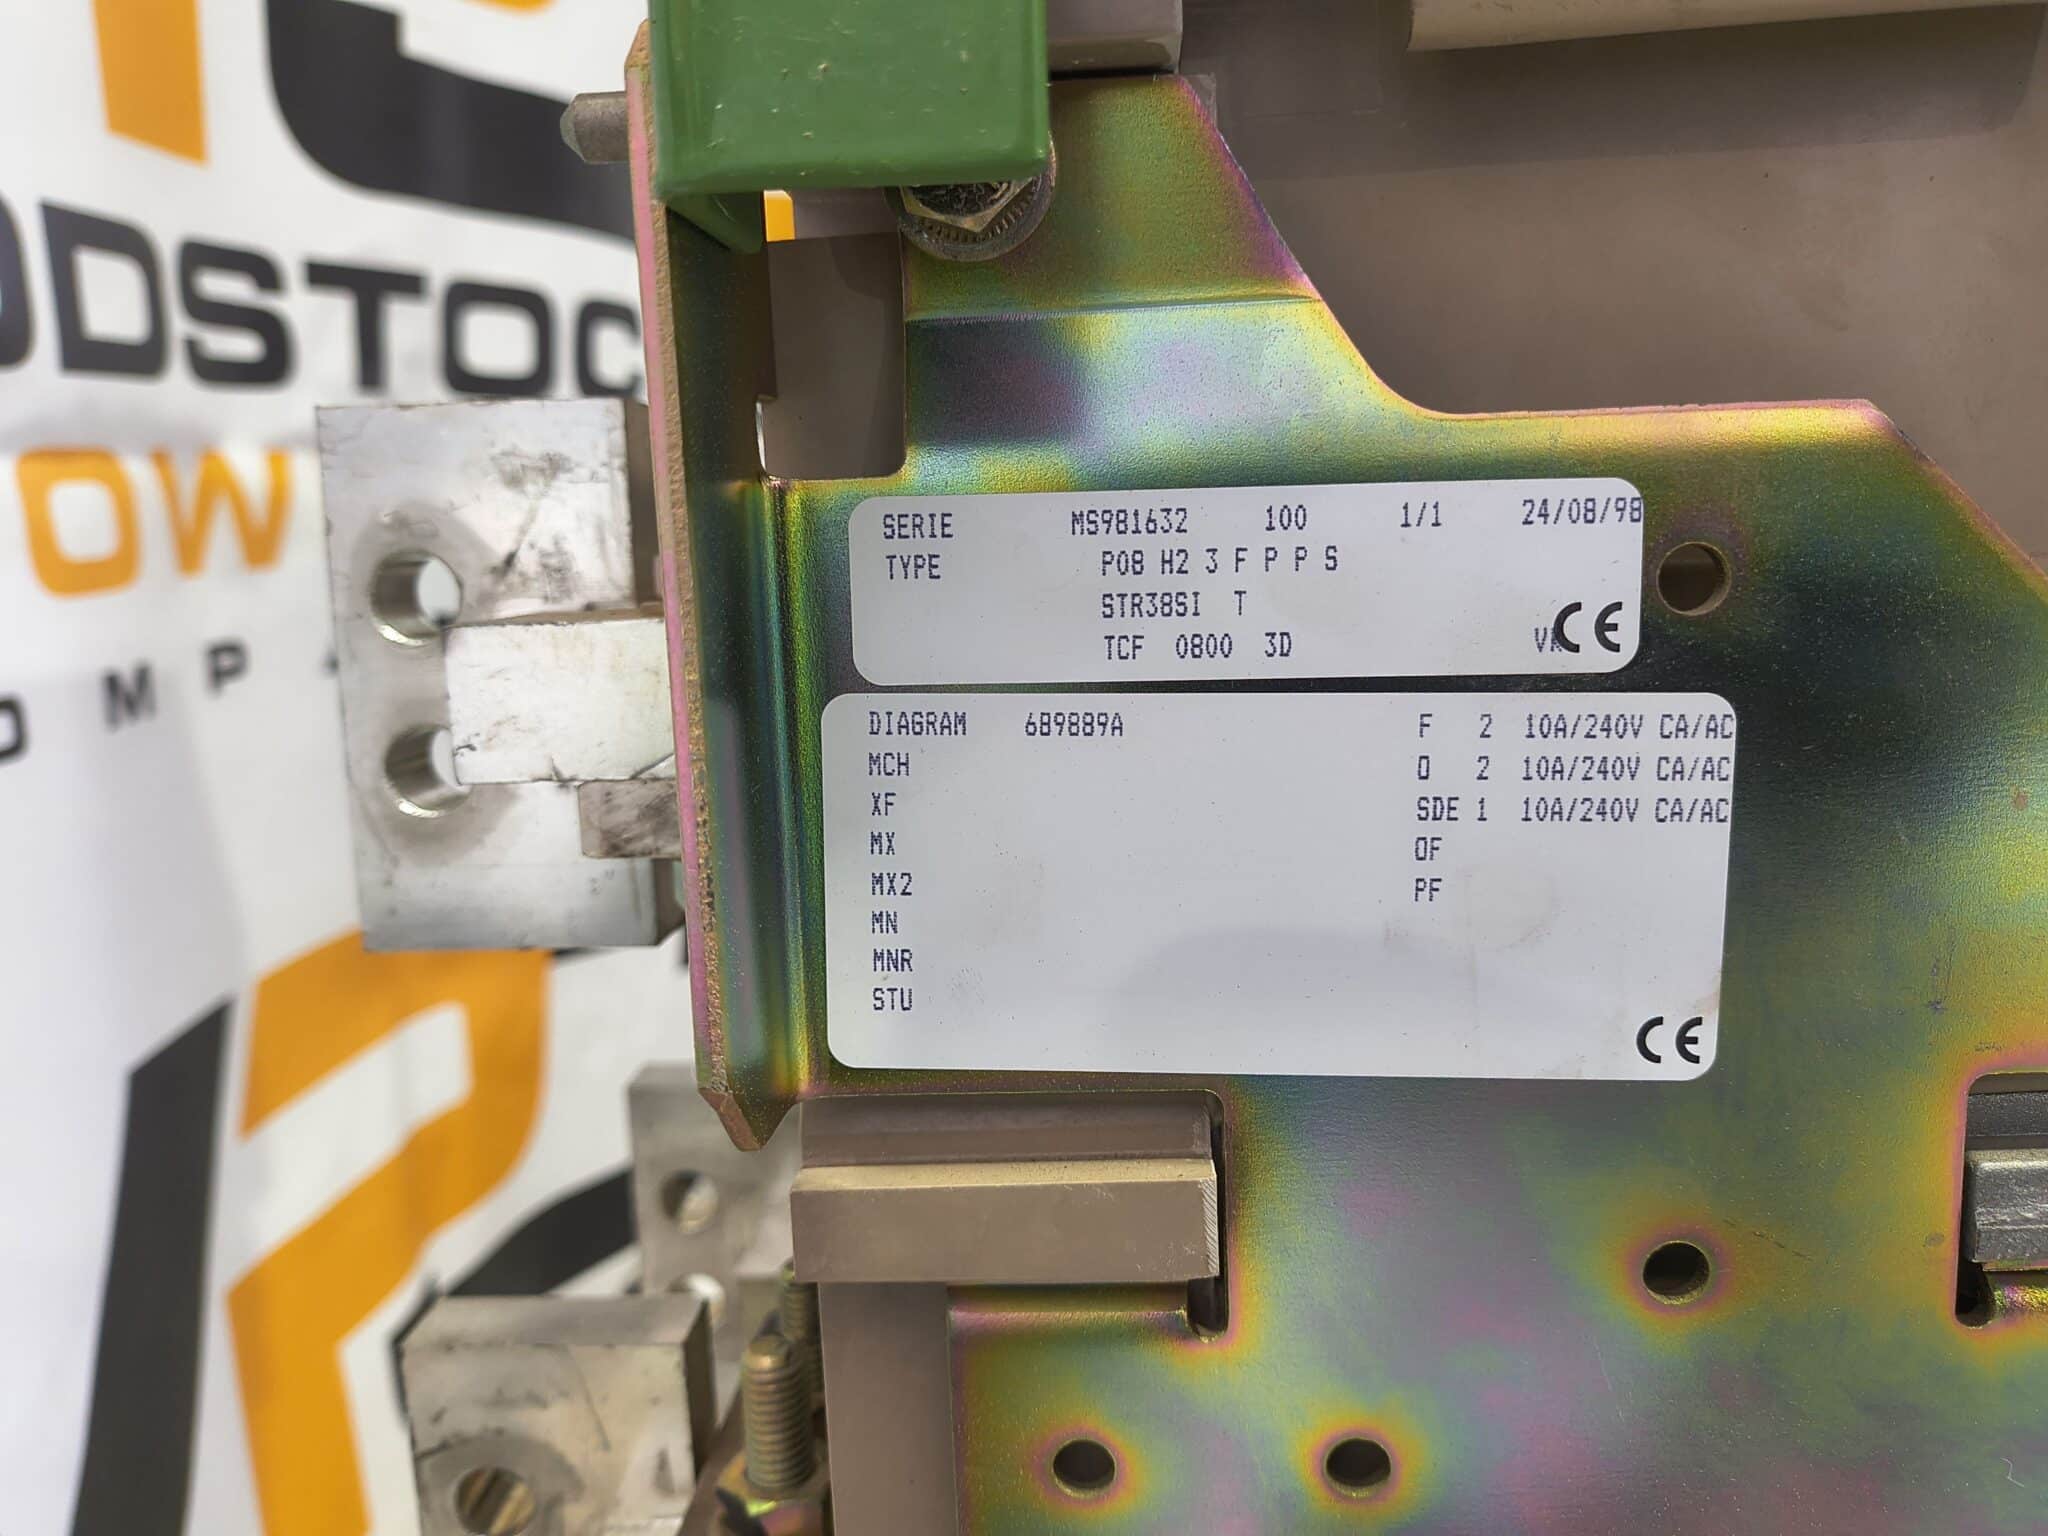 ODSTOC
OW
OMP
SERIE MS981632 100 1/1 24/08/98
TYPE P08 H2 3 F P P S
STR38SI T
TCF 0800 3D CE
DIAGRAM 689889A F 2 10A/240V CA/AC
MCH O 2 10A/240V CA/AC
XF SDE 1 10A/240V CA/AC
MX OF
MX2 PF
MN
MNR
STU
CE